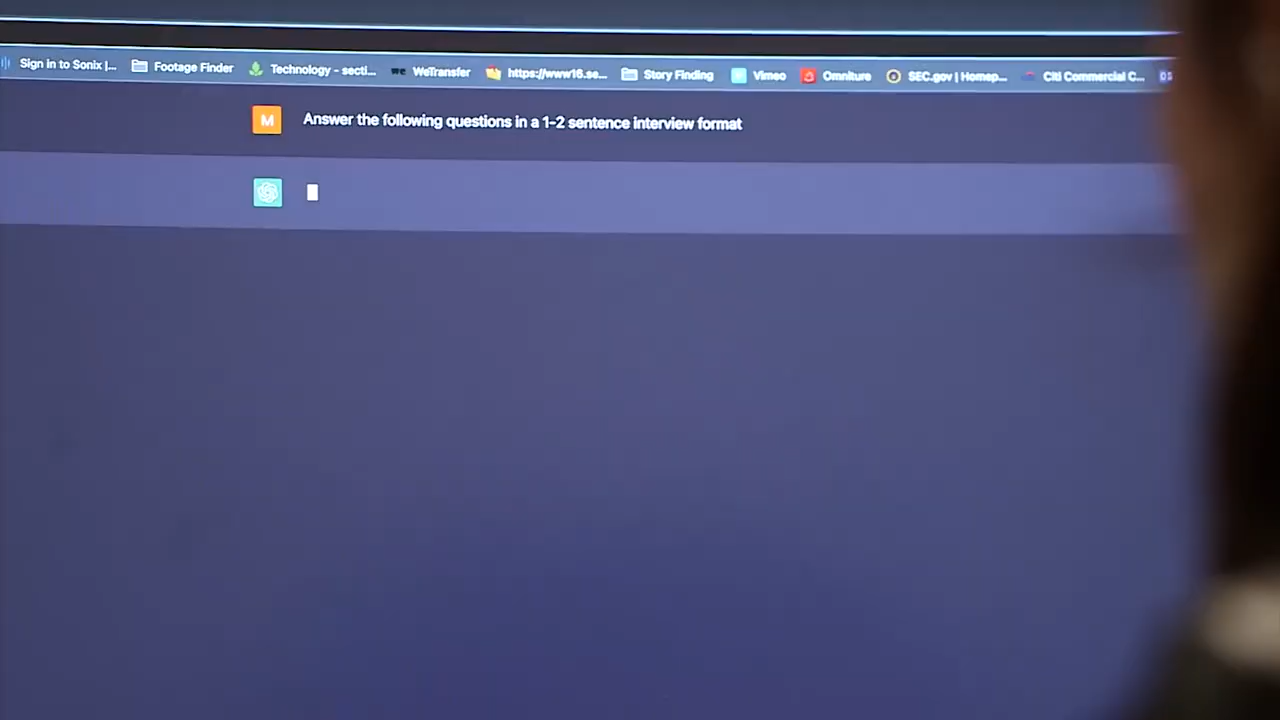 Sign in to Sonix |... Footage Finder Technology - secti... we WeTransfer https://www16.se... Story Finding Vimeo Omniture SEC.gov | Homep... Citi Commercial C...
M Answer the following questions in a 1-2 sentence interview format